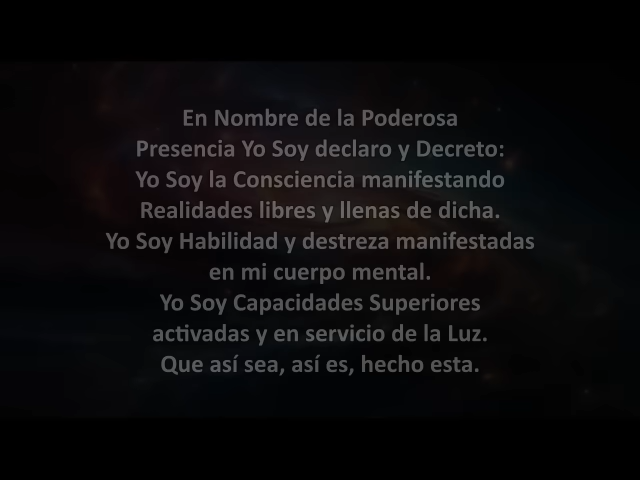 En Nombre de la Poderosa
Presencia Yo Soy declaro y Decreto:
Yo Soy la Consciencia manifestando
Realidades libres y llenas de dicha.
Yo Soy Habilidad y destreza manifestadas
en mi cuerpo mental.
Yo Soy Capacidades Superiores
activadas y en servicio de la Luz.
Que así sea, así es, hecho esta.